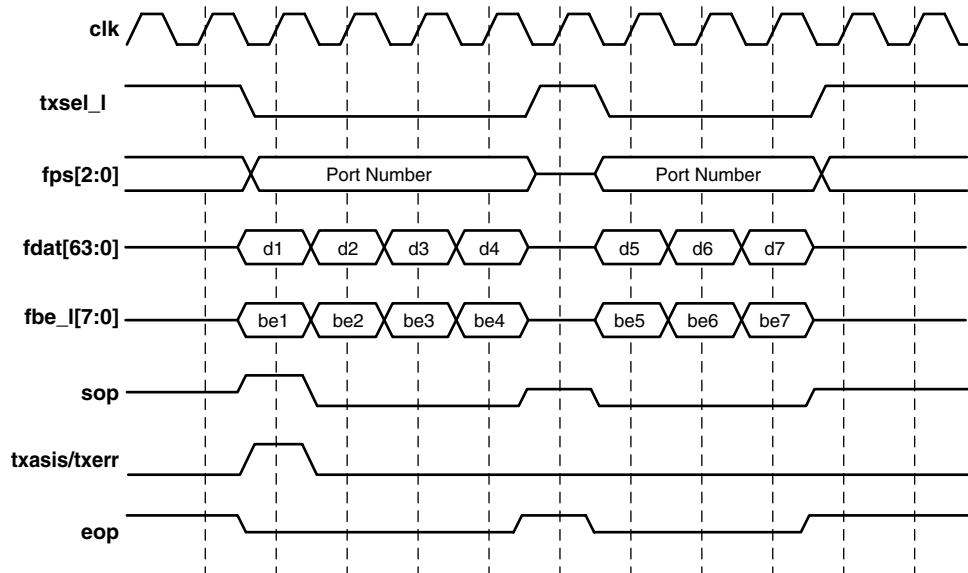 clk
txsel_l
fps[2:0] Port Number Port Number
fdat[63:0] d1 d2 d3 d4 d5 d6 d7
fbe_l[7:0] be1 be2 be3 be4 be5 be6 be7
sop
txasis/txerr
eop